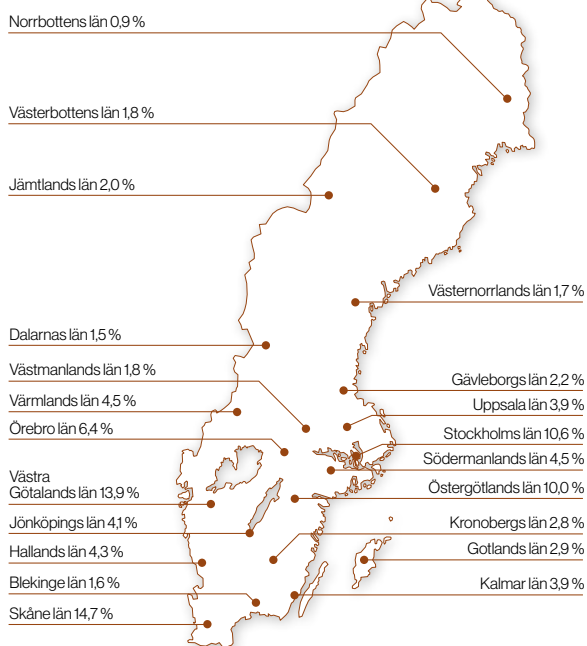 Norrbottens län 0,9 %
Västerbottens län 1,8 %
Jämtlands län 2,0 %
Västernorrlands län 1,7 %
Dalarnas län 1,5 %
Västmanlands län 1,8 %
Gävleborgs län 2,2 %
Värmlands län 4,5 %
Uppsala län 3,9 %
Örebro län 6,4 %
Stockholms län 10,6 %
Södermanlands län 4,5 %
Västra
Götalands län 13,9 %
Östergötlands län 10,0 %
Jönköpings län 4,1 %
Kronobergs län 2,8 %
Hallands län 4,3 %
Gotlands län 2,9 %
Blekinge län 1,6 %
Kalmar län 3,9 %
Skåne län 14,7 %